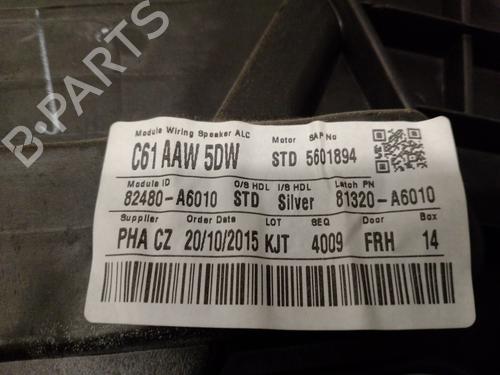 B-PARTS
Module Wiring Speaker ALC Motor SAP No
C61 AAW 5DW STD 5601894
Module ID O/S HDL I/S HDL Latch PN
82480-A6010 STD Silver 81320-A6010
Supplier Order Date LOT SEQ Door Box
PHA CZ 20/10/2015 KJT 4009 FRH 14